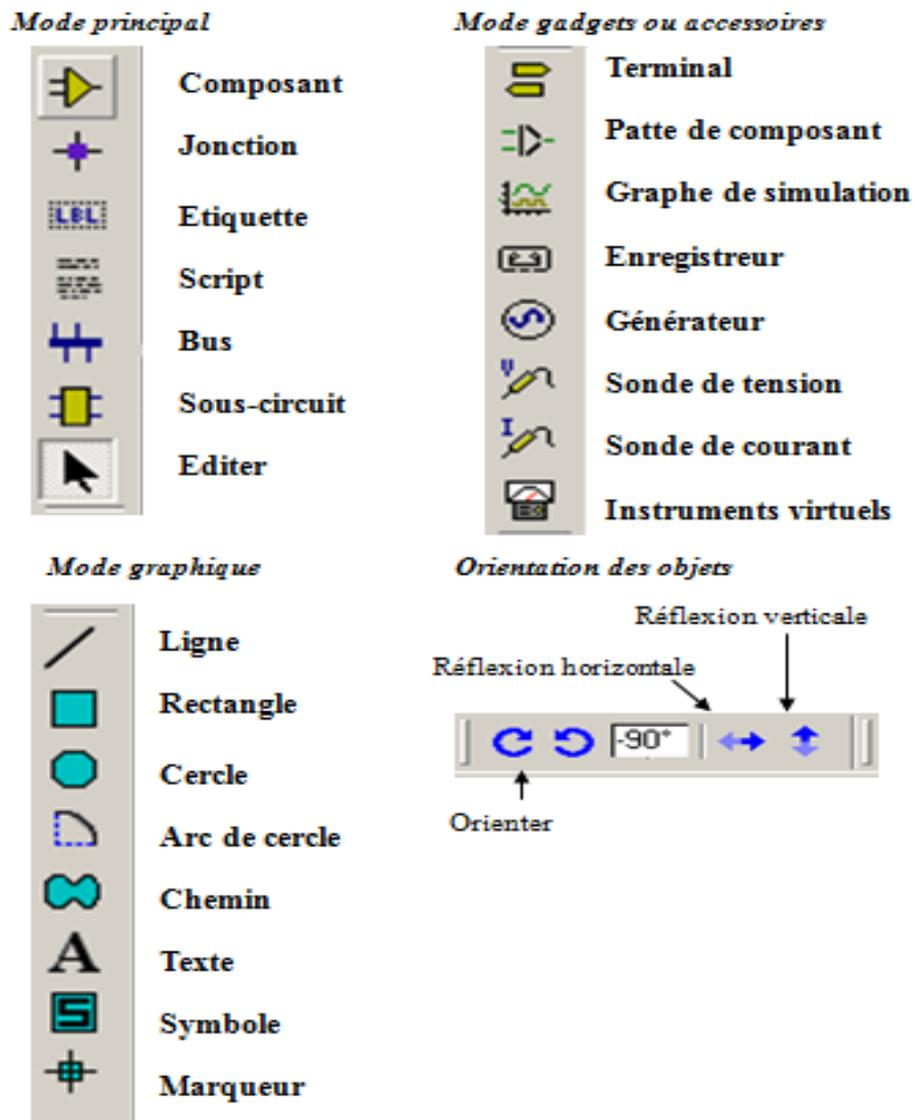 Mode principal
Composant
Jonction
LBL
Etiquette
Script
Bus
Sous-circuit
Editer
Mode gadgets ou accessoires
Terminal
Patte de composant
Graphe de simulation
Enregistreur
Générateur
V
Sonde de tension
I
Sonde de courant
Instruments virtuels
Mode graphique
Ligne
Rectangle
Cercle
Arc de cercle
Chemin
A
Texte
S
Symbole
Marqueur
Orientation des objets
Réflexion verticale
Réflexion horizontale
-90°
Orienter